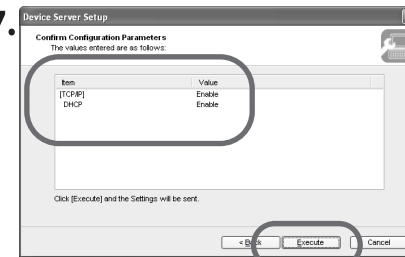 7.
Device Server Setup
Confirm Configuration Parameters
The values entered are as follows:
Item Value
[TCP/IP] Enable
DHCP Enable
Click [Execute] and the Settings will be sent.
< Back Execute Cancel